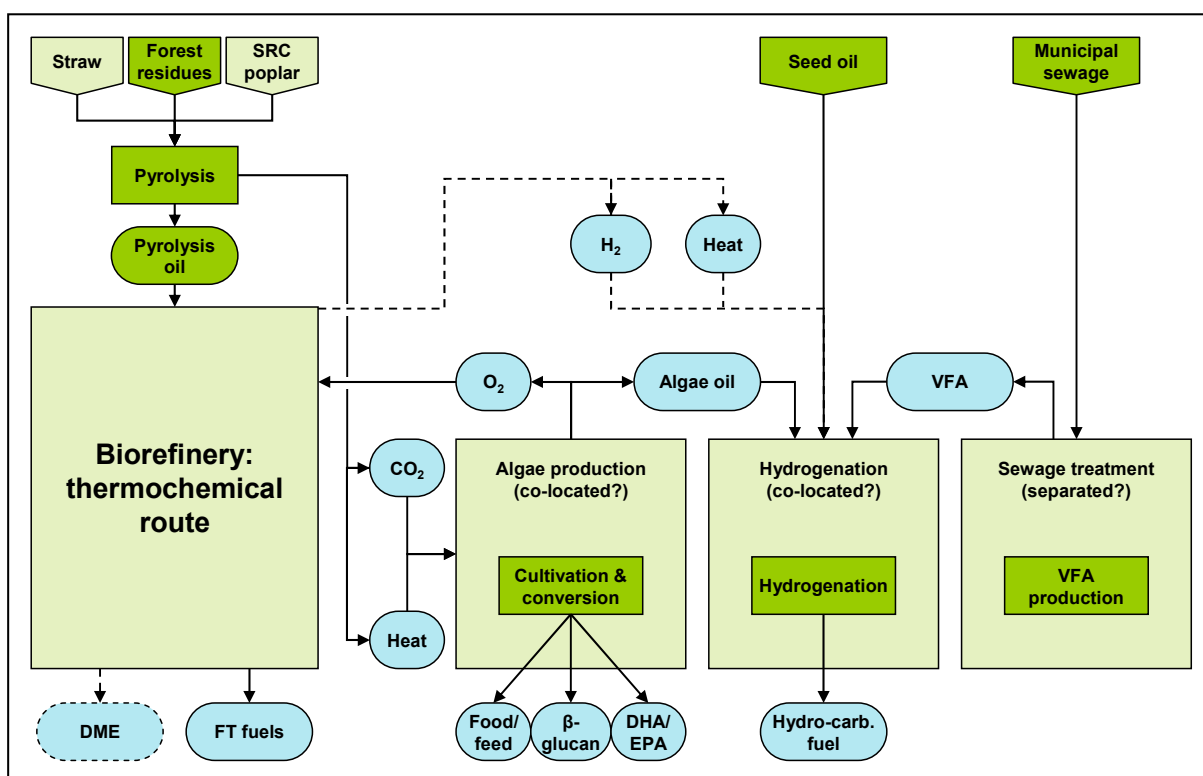 Straw
Forest
residues
SRC
poplar
Seed oil
Municipal
sewage
Pyrolysis
Pyrolysis
oil
H2
Heat
O2
Algae oil
VFA
Biorefinery:
thermochemical
route
CO2
Heat
Algae production
(co-located?)
Cultivation &
conversion
Hydrogenation
(co-located?)
Hydrogenation
Sewage treatment
(separated?)
VFA
production
DME
FT fuels
Food/
feed
β-
glucan
DHA/
EPA
Hydro-carb.
fuel